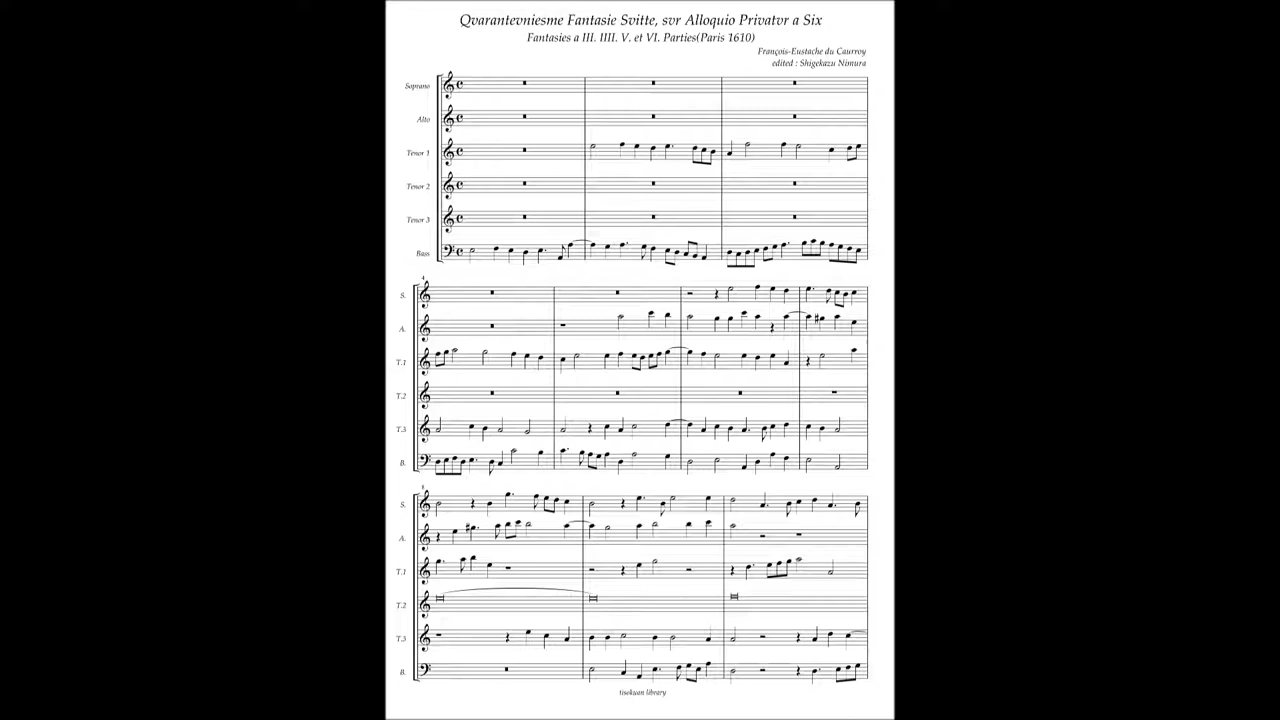 Qvarantevniesme Fantasie Svitte, svr Alloquio Privatvr a Six
Fantasies a III. IIII. V. et VI. Parties(Paris 1610)
François-Eustache du Caurroy
edited : Shigekazu Nimura
Soprano
Alto
Tenor 1
Tenor 2
Tenor 3
Bass
4
S.
A.
T.1
T.2
T.3
B.
8
S.
A.
T.1
T.2
T.3
B.
tisekuan library